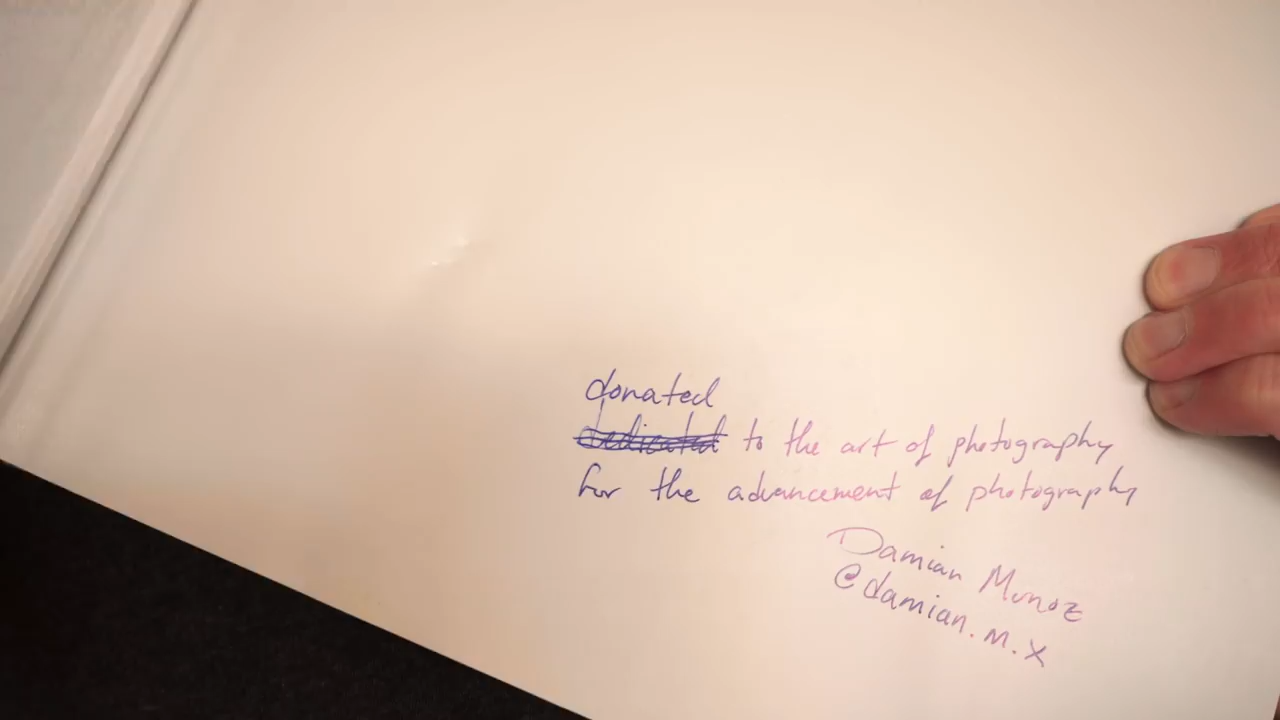 donated
dedicated to the art of photography
for the advancement of photography
Damian Munoz
@damian.m.x